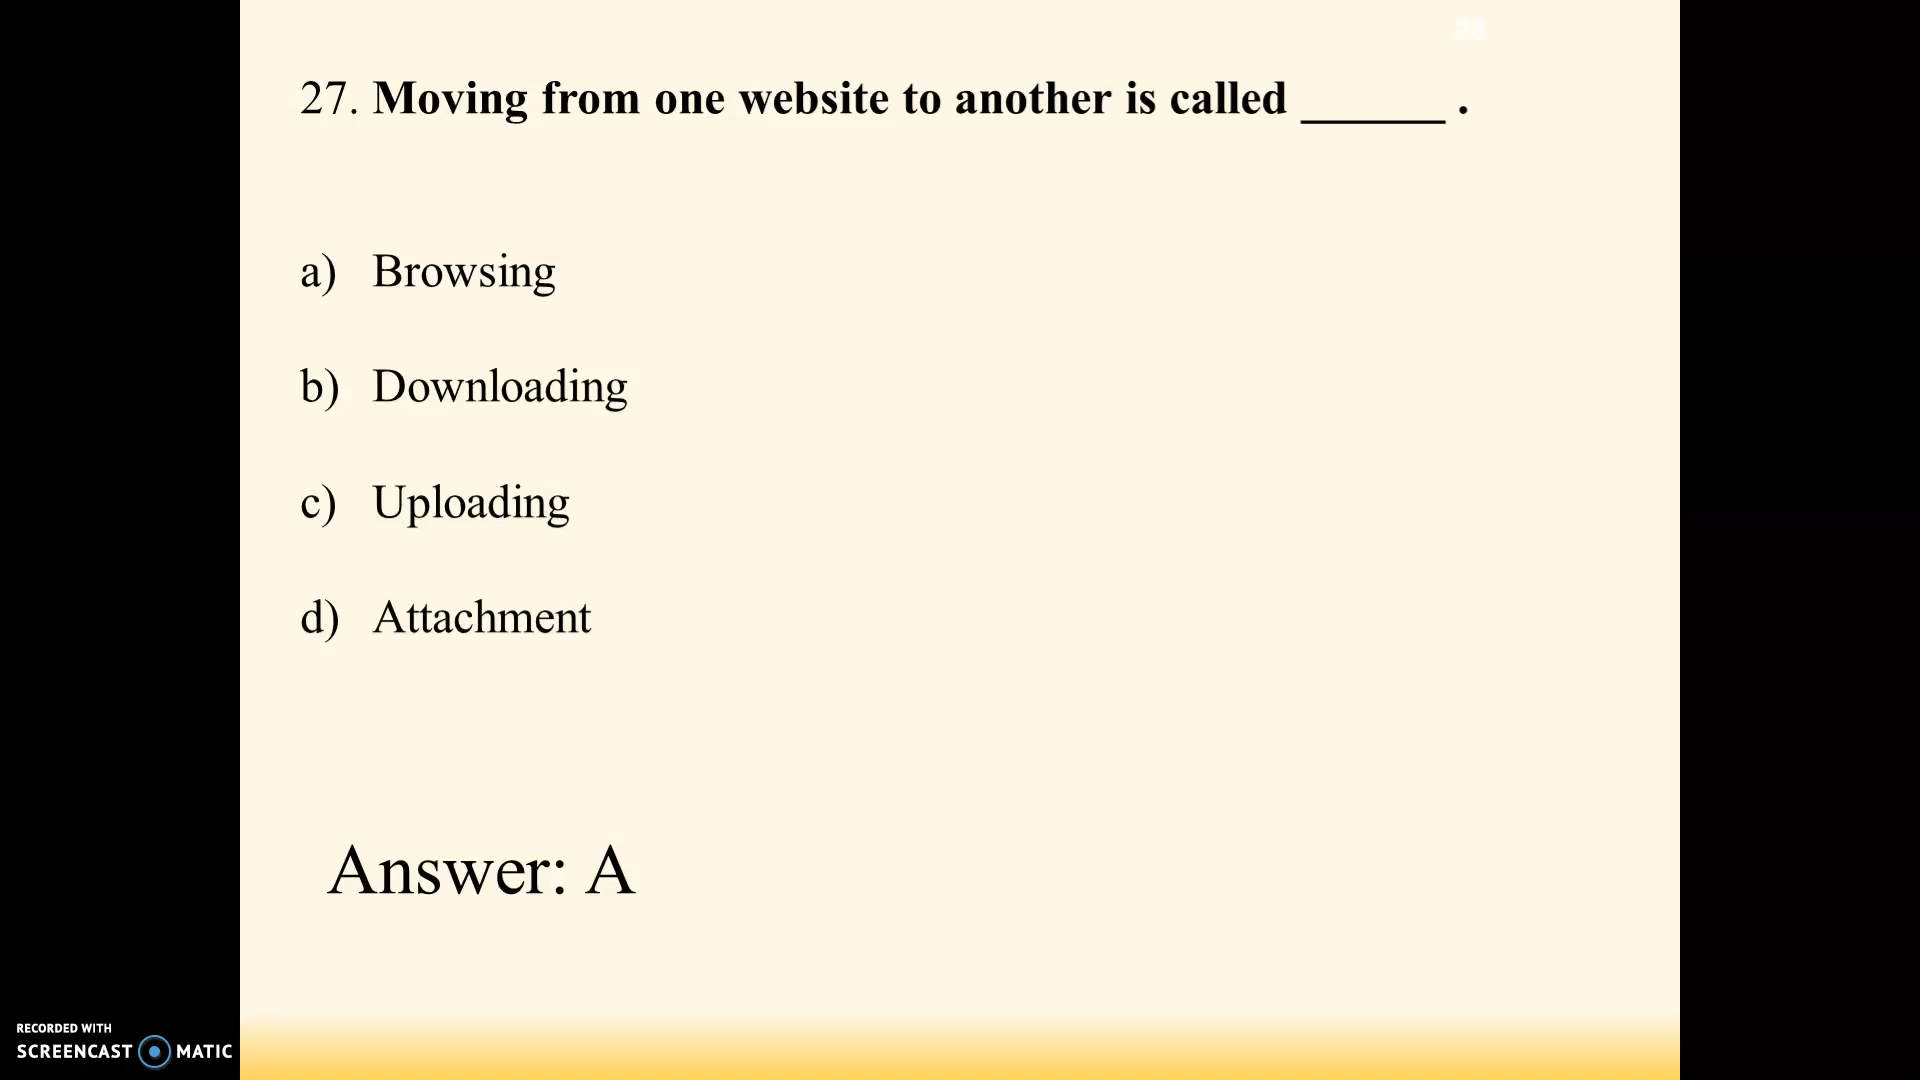 28
27. Moving from one website to another is called ______ .
a) Browsing
b) Downloading
c) Uploading
d) Attachment
Answer: A
RECORDED WITH
SCREENCAST MATIC